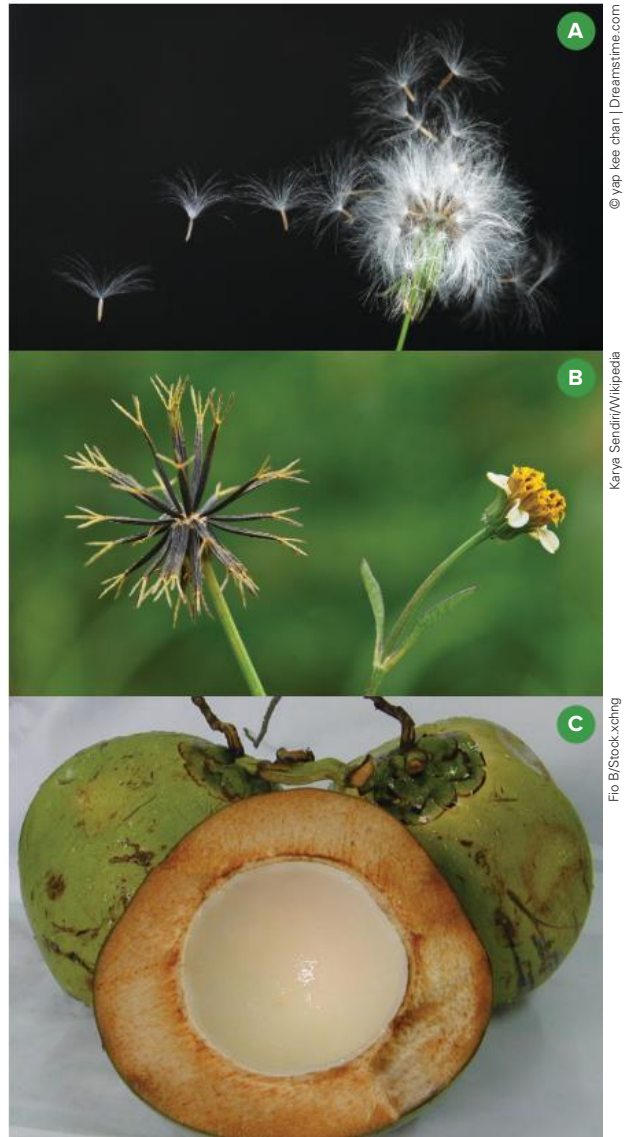 A
© yap kee chan | Dreamstime.com
B
Karya Sendiri/Wikipedia
C
Fio B/Stock.xchng